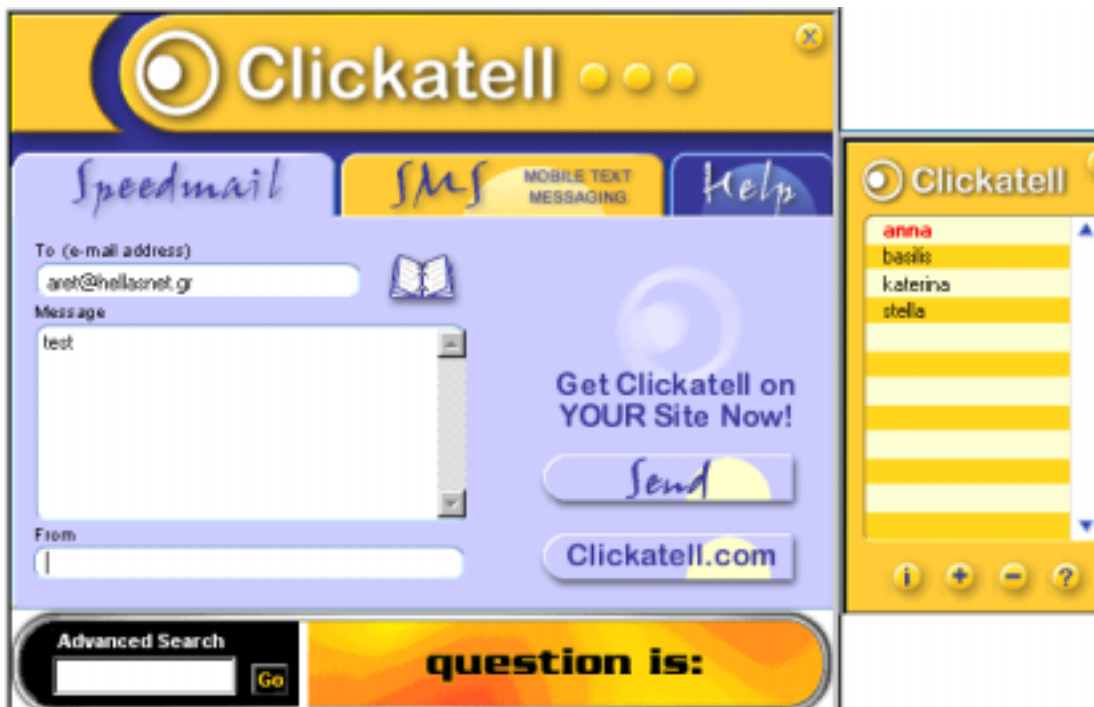 Clickatell
Speedmail
SMS
MOBILE TEXT
MESSAGING
Help
To (e-mail address)
aret@hellasnet.gr
Message
test
Get Clickatell on
YOUR Site Now!
Send
From
Clickatell.com
Advanced Search
Go
question is:
Clickatell
anna
basilis
katerina
stella
i + - ?